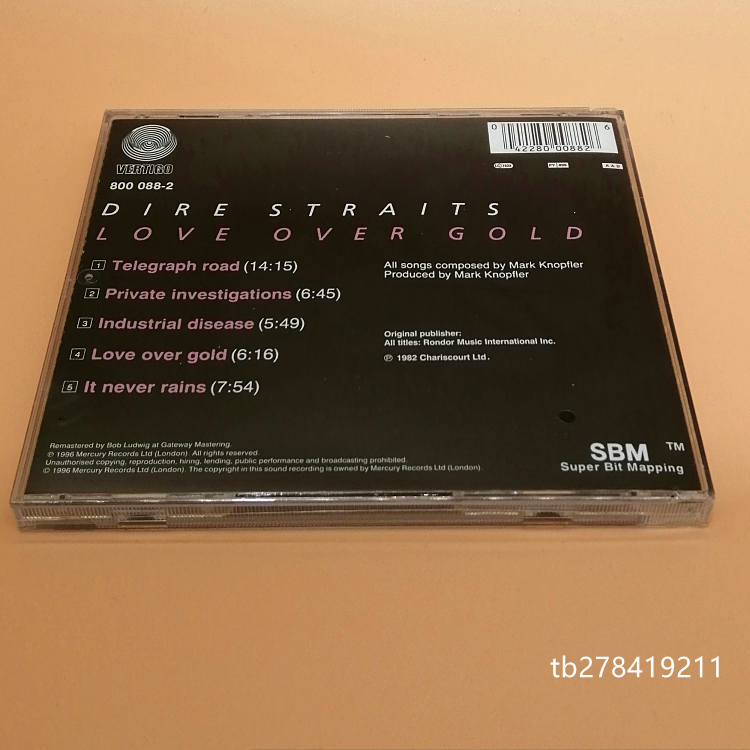 VERTIGO
800 088-2
0 42280 00882 6
DIRE STRAITS
LOVE OVER GOLD
1 Telegraph road (14:15)
2 Private investigations (6:45)
3 Industrial disease (5:49)
4 Love over gold (6:16)
5 It never rains (7:54)
All songs composed by Mark Knopfler
Produced by Mark Knopfler
Original publisher:
All titles: Rondor Music International Inc.
℗ 1982 Chariscourt Ltd.
Remastered by Bob Ludwig at Gateway Mastering.
℗ 1996 Mercury Records Ltd (London). All rights reserved.
Unauthorised copying, reproduction, hiring, lending, public performance and broadcasting prohibited.
© 1996 Mercury Records Ltd (London). The copyright in this sound recording is owned by Mercury Records Ltd (London).
SBM TM
Super Bit Mapping
tb278419211